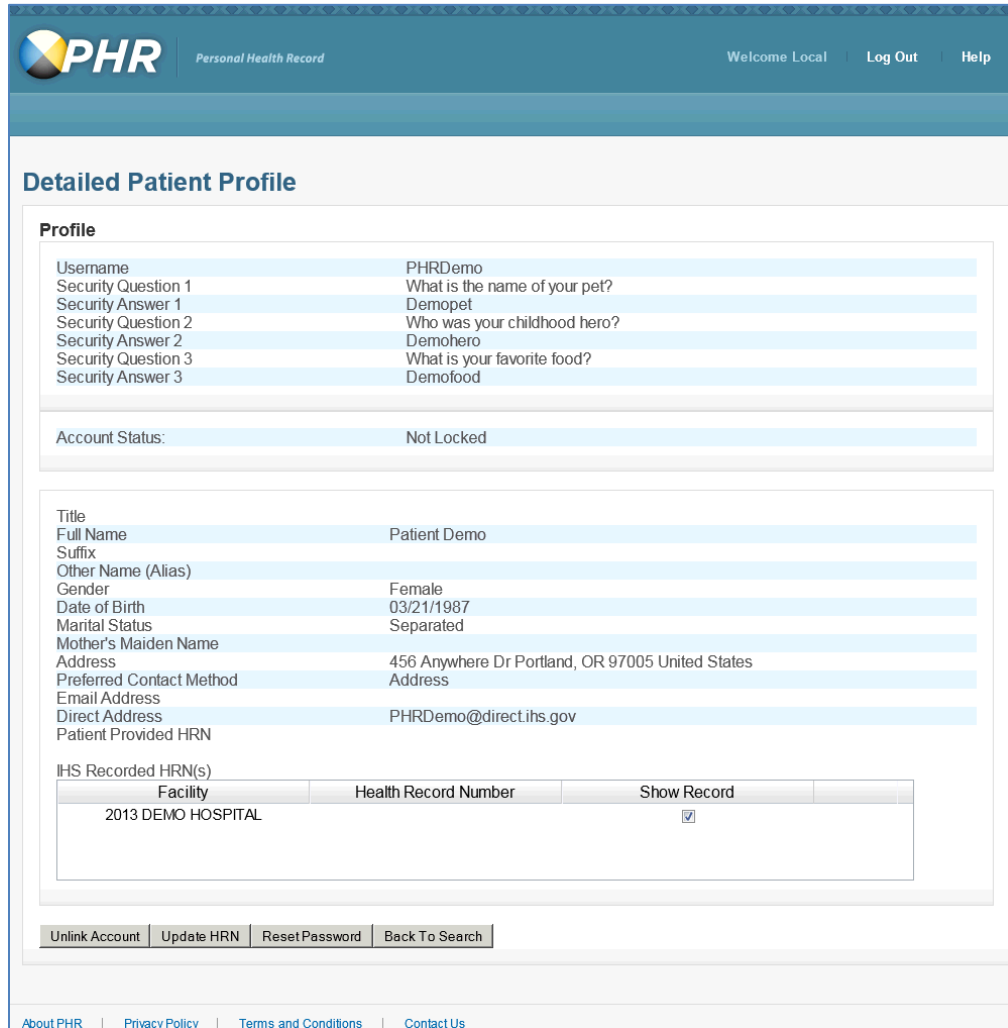 PHR Personal Health Record Welcome Local Log Out Help
Detailed Patient Profile
Profile
Username PHRDemo
Security Question 1 What is the name of your pet?
Security Answer 1 Demopet
Security Question 2 Who was your childhood hero?
Security Answer 2 Demohero
Security Question 3 What is your favorite food?
Security Answer 3 Demofood
Account Status: Not Locked
Title
Full Name Patient Demo
Suffix
Other Name (Alias)
Gender Female
Date of Birth 03/21/1987
Marital Status Separated
Mother's Maiden Name
Address 456 Anywhere Dr Portland, OR 97005 United States
Preferred Contact Method Address
Email Address
Direct Address PHRDemo@direct.ihs.gov
Patient Provided HRN
IHS Recorded HRN(s)
Facility Health Record Number Show Record
2013 DEMO HOSPITAL
Unlink Account Update HRN Reset Password Back To Search
About PHR | Privacy Policy | Terms and Conditions | Contact Us